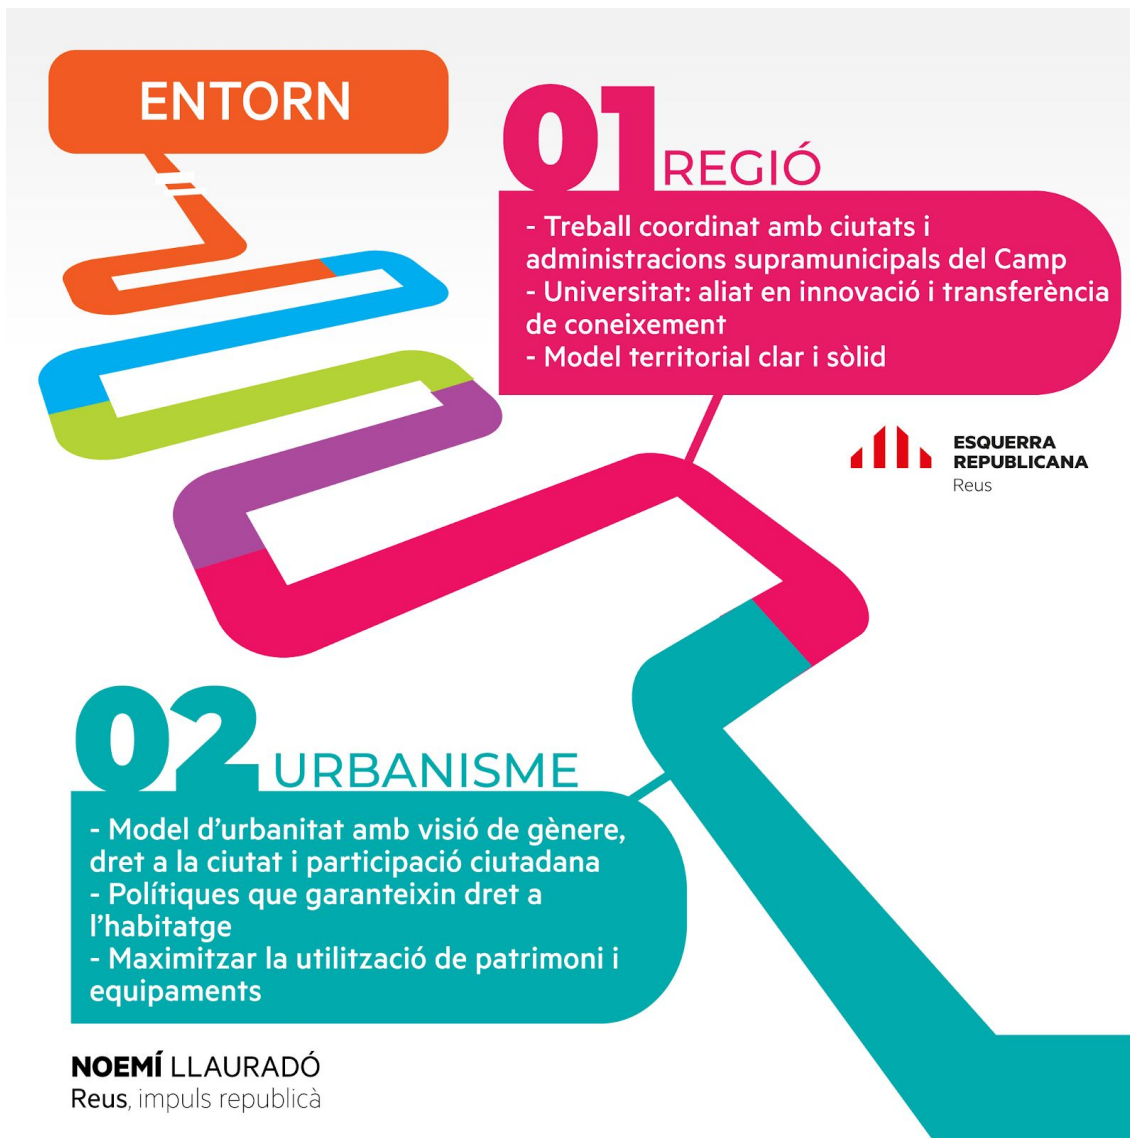 ENTORN
01 REGIÓ
- Treball coordinat amb ciutats i
administracions supramunicipals del Camp
- Universitat: aliat en innovació i transferència
de coneixement
- Model territorial clar i sòlid
ESQUERRA
REPUBLICANA
Reus
02 URBANISME
- Model d’urbanitat amb visió de gènere,
dret a la ciutat i participació ciutadana
- Polítiques que garanteixin dret a
l’habitatge
- Maximitzar la utilització de patrimoni i
equipaments
NOEMÍ LLAURADÓ
Reus, impuls republicà